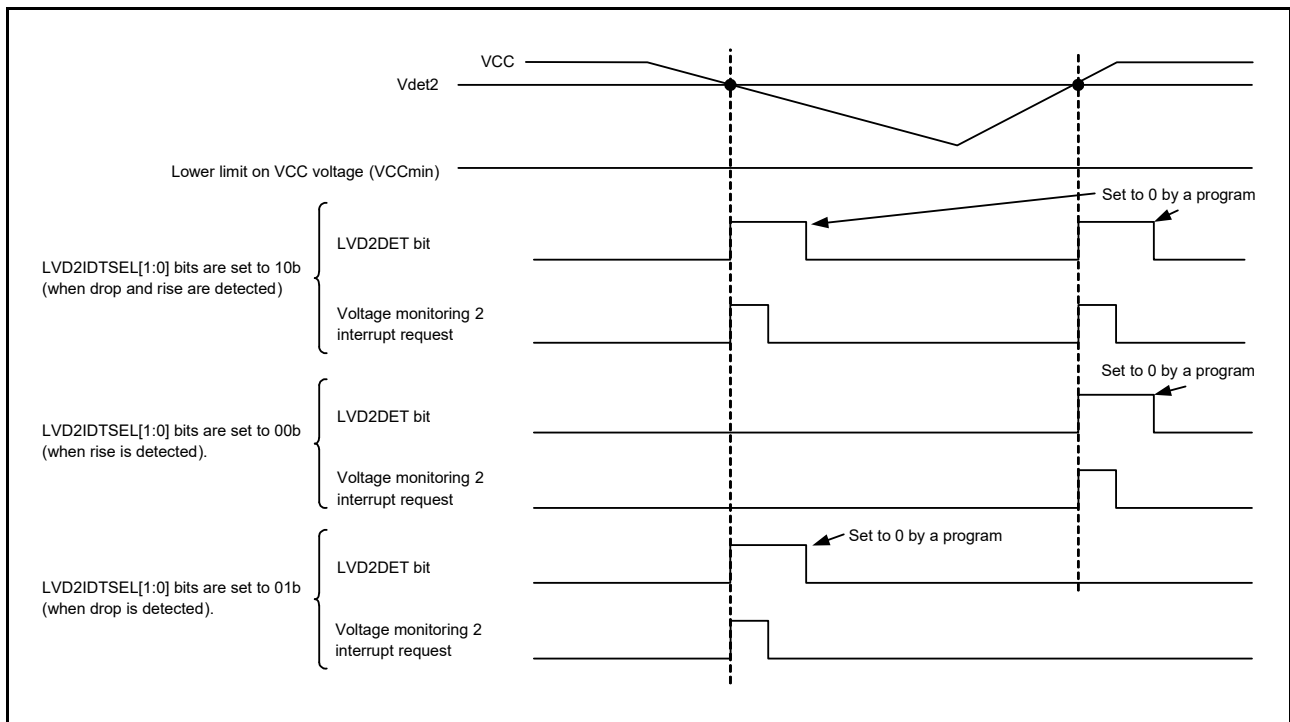 VCC
Vdet2
Lower limit on VCC voltage (VCCmin)
Set to 0 by a program
LVD2IDTSEL[1:0] bits are set to 10b
(when drop and rise are detected)
LVD2DET bit
Voltage monitoring 2
interrupt request
Set to 0 by a program
LVD2IDTSEL[1:0] bits are set to 00b
(when rise is detected).
LVD2DET bit
Voltage monitoring 2
interrupt request
Set to 0 by a program
LVD2IDTSEL[1:0] bits are set to 01b
(when drop is detected).
LVD2DET bit
Voltage monitoring 2
interrupt request